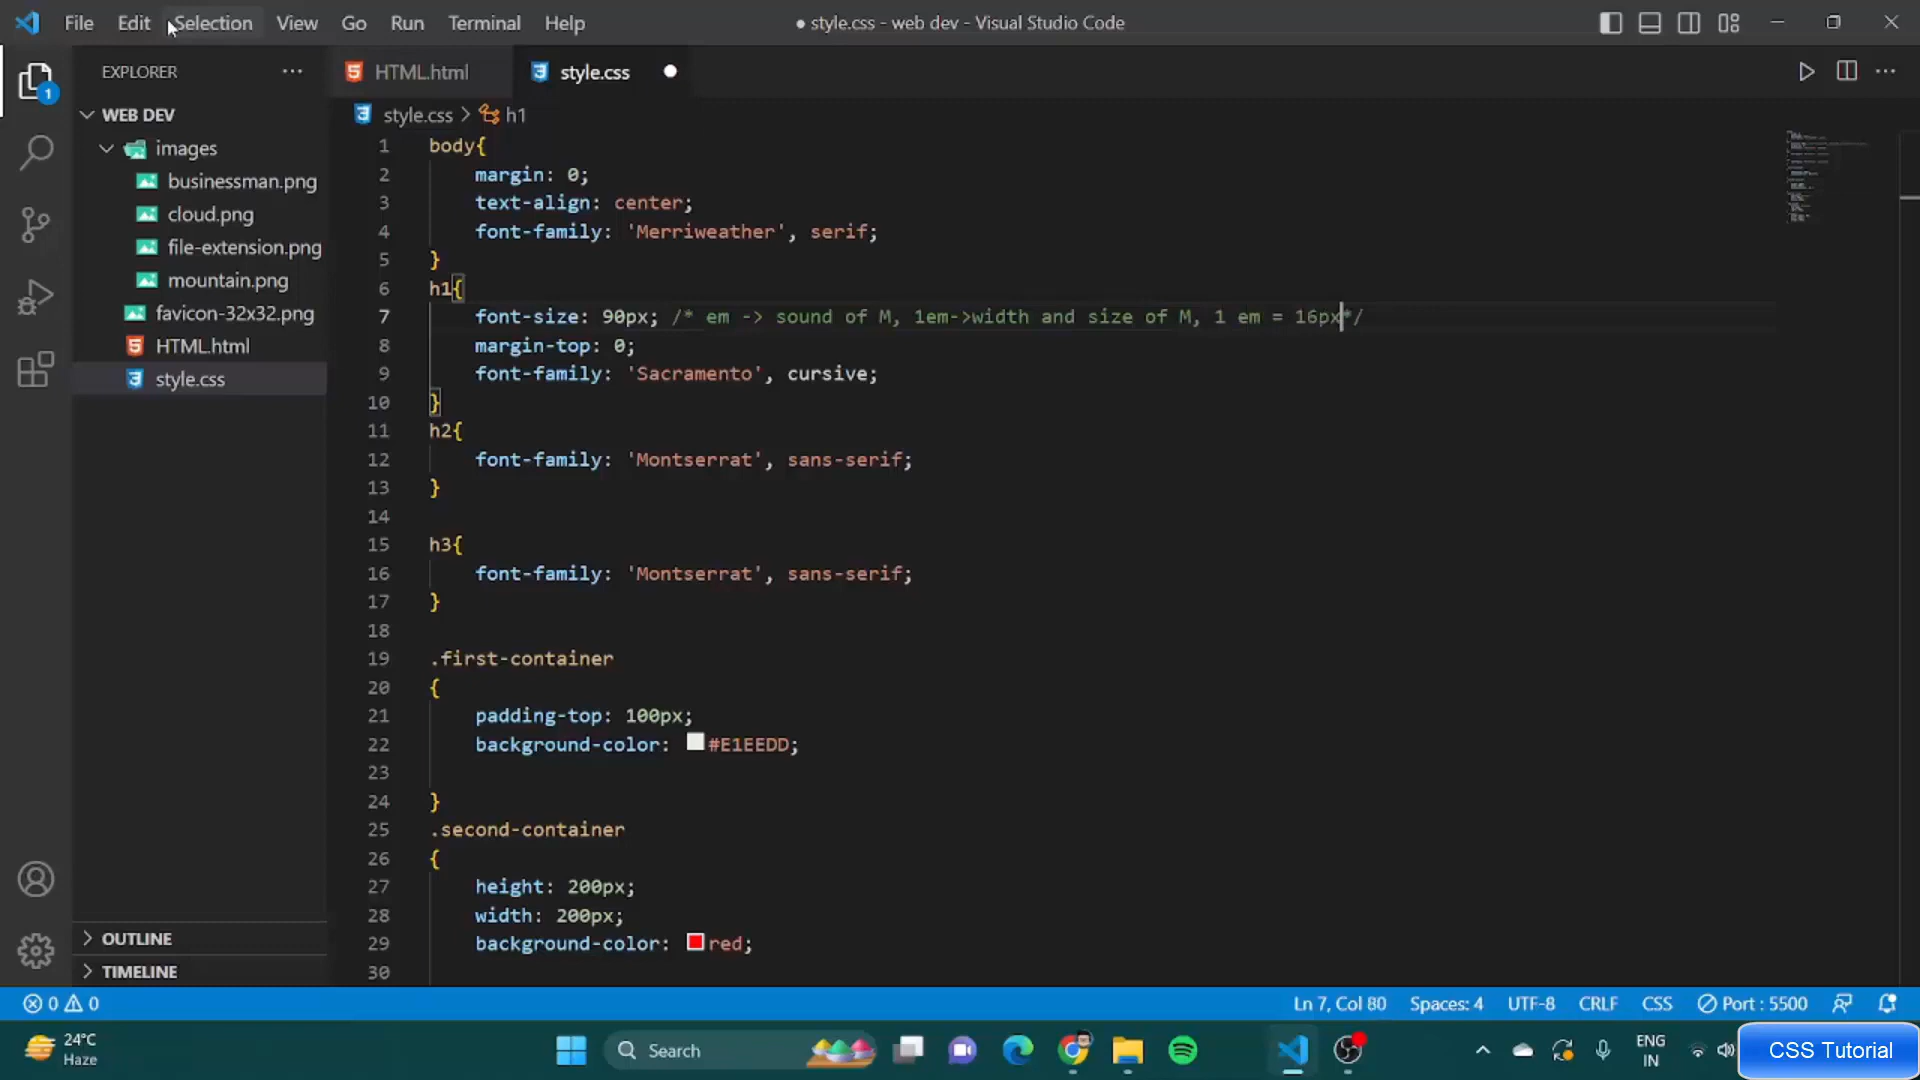 File Edit Selection View Go Run Terminal Help
● style.css - web dev - Visual Studio Code
EXPLORER
HTML.html
style.css
WEB DEV
images
businessman.png
cloud.png
file-extension.png
mountain.png
favicon-32x32.png
HTML.html
style.css
OUTLINE
TIMELINE
1
style.css > h1
1 body{
2 margin: 0;
3 text-align: center;
4 font-family: 'Merriweather', serif;
5 }
6 h1{
7 font-size: 90px; /* em -> sound of M, 1em->width and size of M, 1 em = 16px*/
8 margin-top: 0;
9 font-family: 'Sacramento', cursive;
10 }
11 h2{
12 font-family: 'Montserrat', sans-serif;
13 }
14
15 h3{
16 font-family: 'Montserrat', sans-serif;
17 }
18
19 .first-container
20 {
21 padding-top: 100px;
22 background-color: #E1EEDD;
23
24 }
25 .second-container
26 {
27 height: 200px;
28 width: 200px;
29 background-color: red;
30
0 0
Ln 7, Col 80 Spaces: 4 UTF-8 CRLF CSS Port : 5500
24°C
Haze
Search
ENG
IN
CSS Tutorial